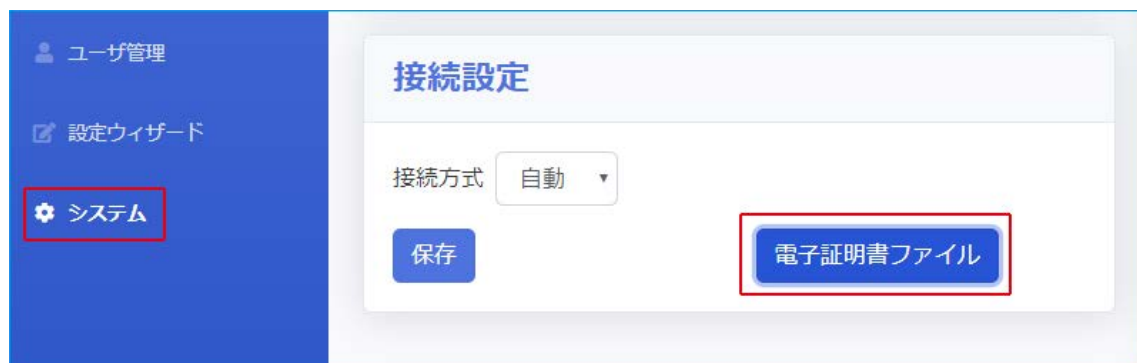 ユーザ管理
設定ウィザード
システム
接続設定
接続方式 自動
保存 電子証明書ファイル